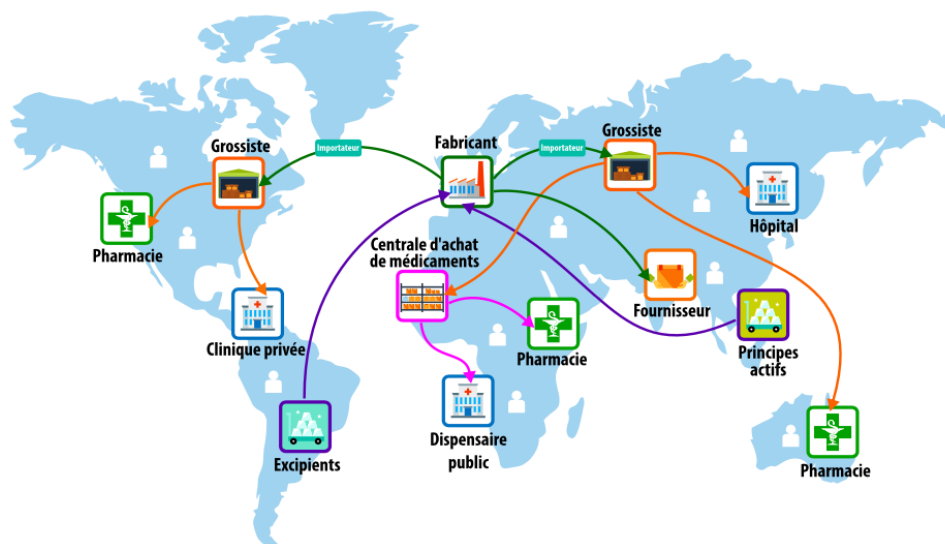 Grossiste
Importateur
Fabricant
Importateur
Grossiste
Pharmacie
Hôpital
Centrale d'achat
de médicaments
Clinique privée
Pharmacie
Fournisseur
Principes
actifs
Excipients
Dispensaire
public
Pharmacie